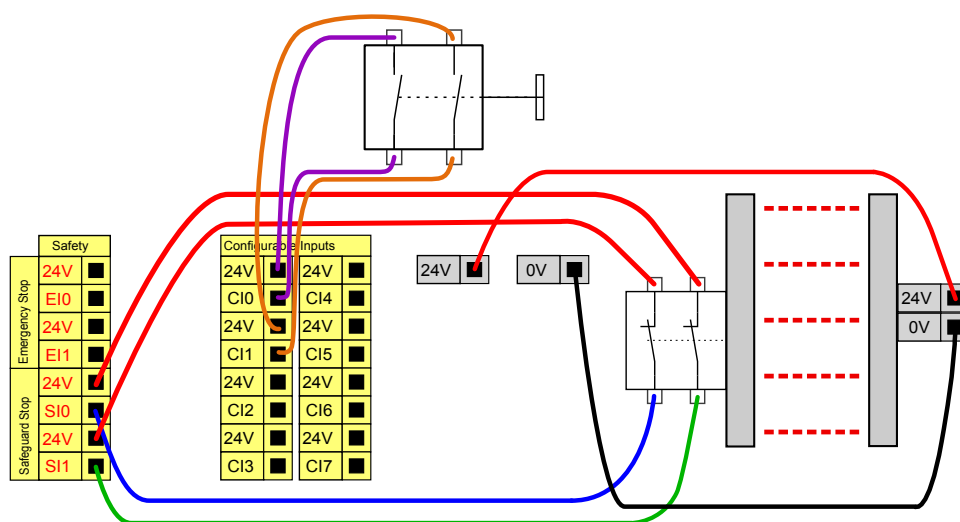 Safety
Emergency Stop
24V
EI0
24V
EI1
Safeguard Stop
24V
SI0
24V
SI1
Configurable Inputs
24V 24V
CI0 CI4
24V 24V
CI1 CI5
24V 24V
CI2 CI6
24V 24V
CI3 CI7
24V
0V
24V
0V